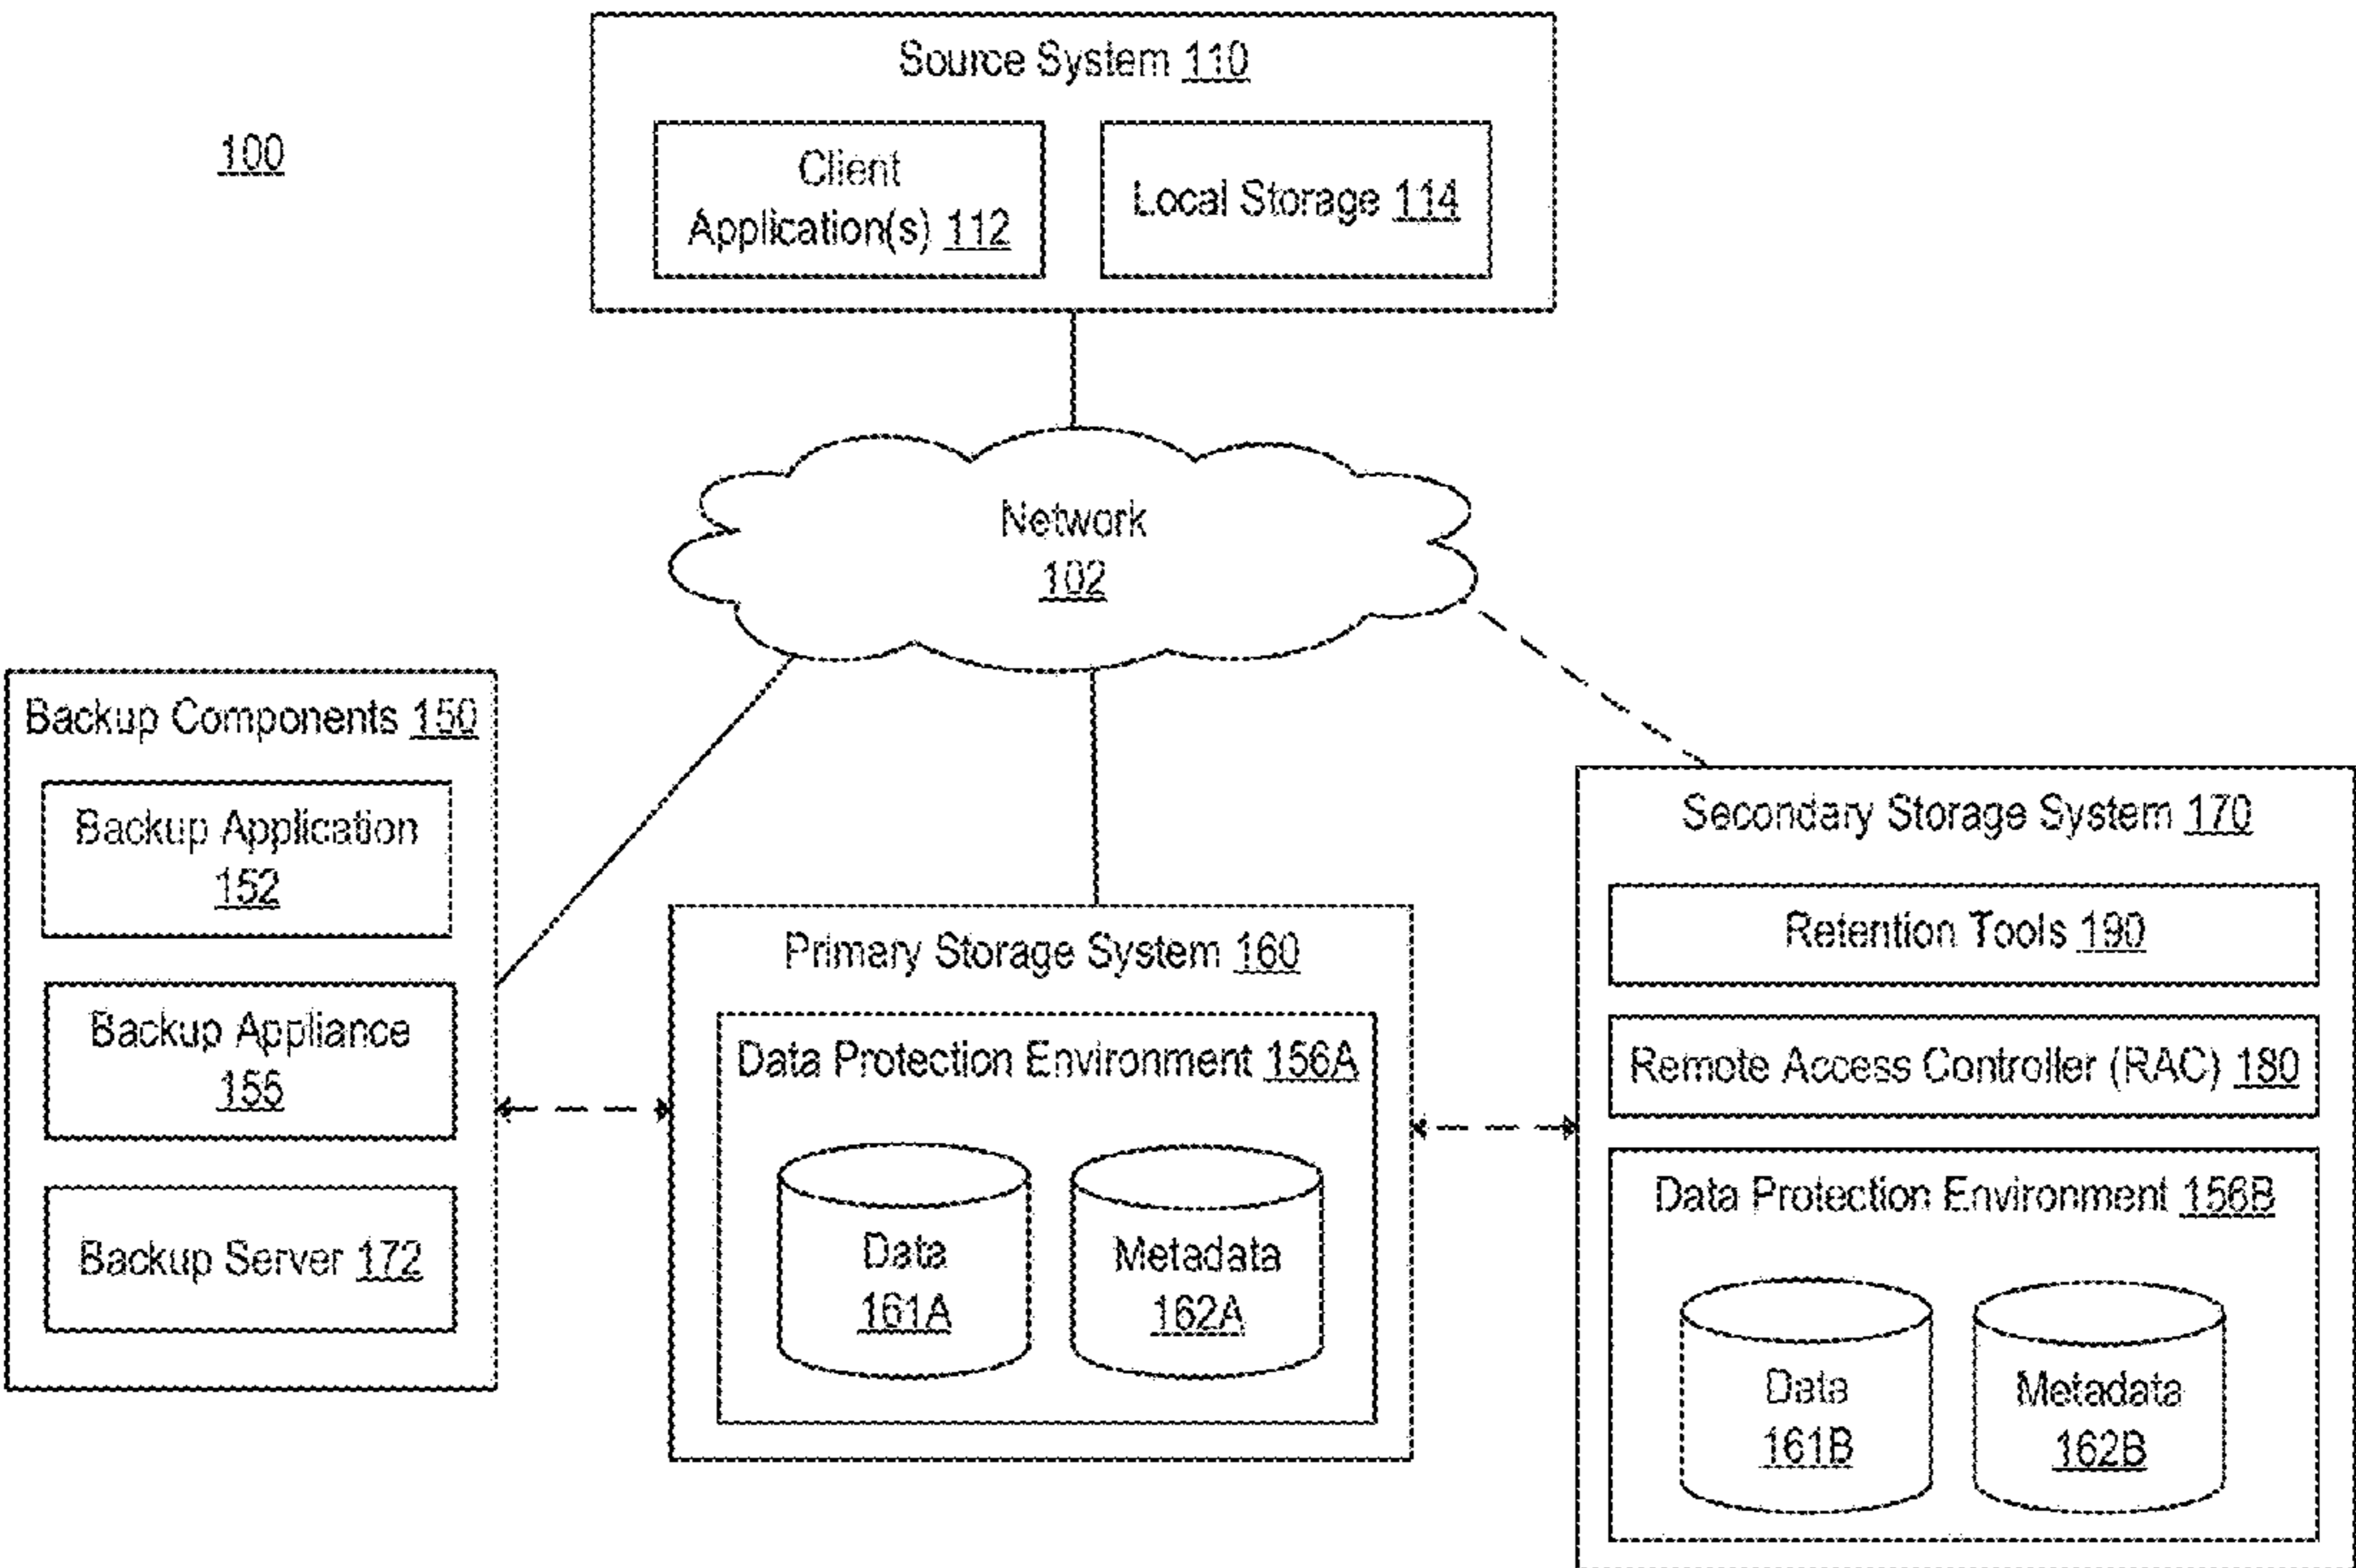 100
Source System 110
Client
Application(s) 112
Local Storage 114
Network
102
Backup Components 150
Backup Application
152
Backup Appliance
155
Backup Server 172
Primary Storage System 160
Data Protection Environment 156A
Data
161A
Metadata
162A
Secondary Storage System 170
Retention Tools 190
Remote Access Controller (RAC) 180
Data Protection Environment 156B
Data
161B
Metadata
162B